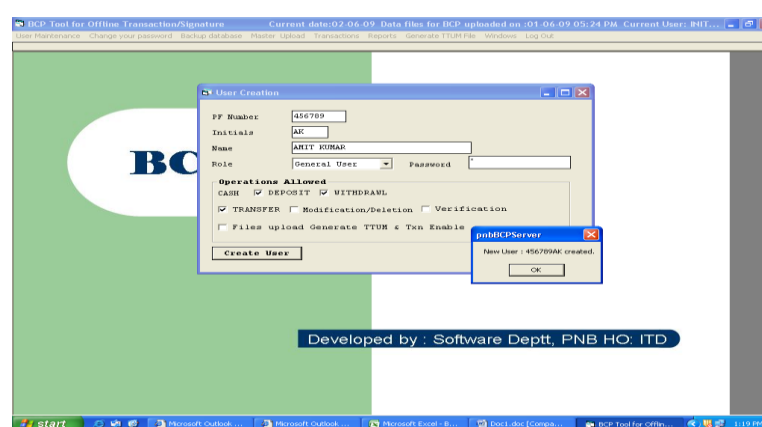 BCP Tool for Offline Transaction/Signature Current date:02-06-09 Data files for BCP uploaded on :01-06-09 05:24 PM Current User: INIT...
User Maintenance Change your password Backup database Master Upload Transactions Reports Generate TTUM File Windows Log Out
User Creation
PF Number 456789
Initials AK
Name AMIT KUMAR
Role General User Password *
Operations Allowed
CASH DEPOSIT WITHDRAWL
TRANSFER Modification/Deletion Verification
Files upload Generate TTUM & Txn Enable
Create User
pnbBCPServer
New User : 456789AK created.
OK
BC
Developed by : Software Deptt, PNB HO: ITD
start Microsoft Outlook ... Microsoft Outlook ... Microsoft Excel - B... Doc1.doc [Compa... BCP Tool for Offlin... 1:19 PM